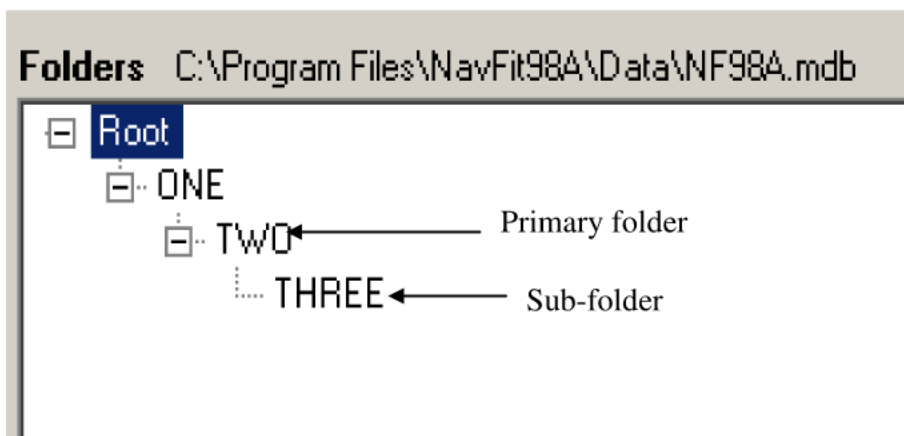 Folders C:\Program Files\NavFit98A\Data\NF98A.mdb
Root
ONE
TWO Primary folder
THREE Sub-folder